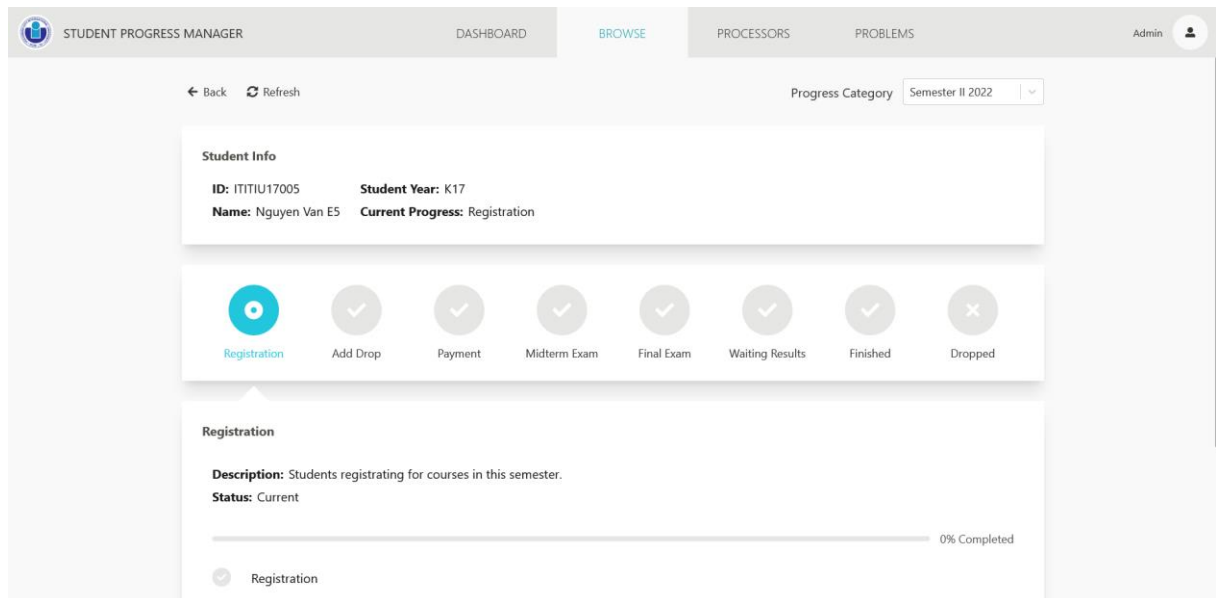 STUDENT PROGRESS MANAGER DASHBOARD BROWSE PROCESSORS PROBLEMS Admin
Back Refresh Progress Category Semester II 2022
Student Info
ID: ITITIU17005 Student Year: K17
Name: Nguyen Van E5 Current Progress: Registration
Registration Add Drop Payment Midterm Exam Final Exam Waiting Results Finished Dropped
Registration
Description: Students registrating for courses in this semester.
Status: Current
0% Completed
Registration